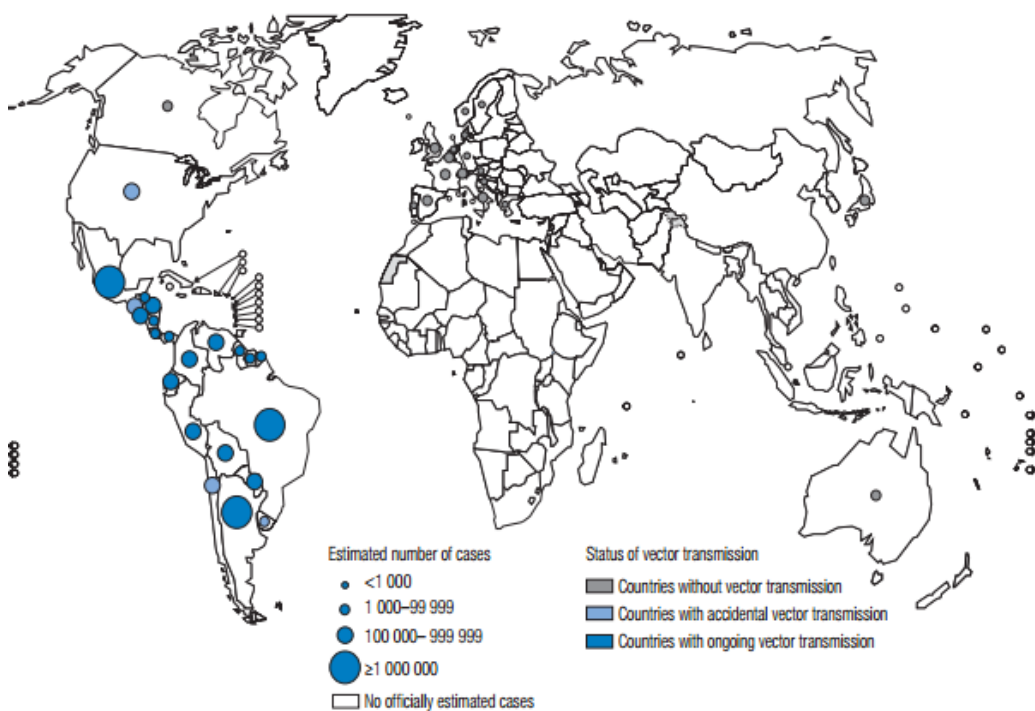 Estimated number of cases
<1 000
1 000–99 999
100 000– 999 999
≥1 000 000
No officially estimated cases
Status of vector transmission
Countries without vector transmission
Countries with accidental vector transmission
Countries with ongoing vector transmission